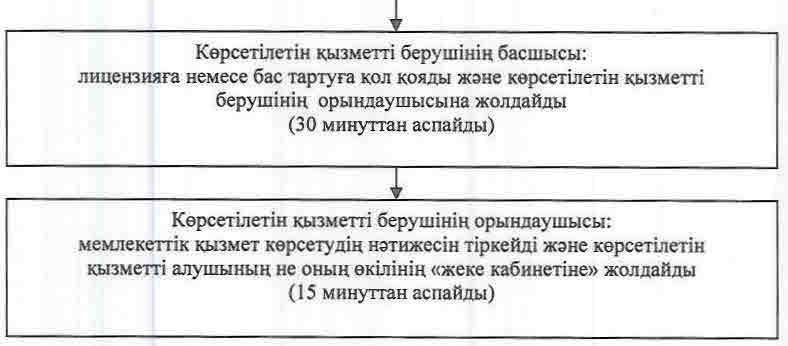 Көрсетілетін қызметті берушінің басшысы:
лицензияға немесе бас тартуға қол қояды және көрсетілетін қызметті
берушінің орындаушысына жолдайды
(30 минуттан аспайды)
Көрсетілетін қызметті берушінің орындаушысы:
мемлекеттік қызмет көрсетудің нәтижесін тіркейді және көрсетілетін
қызметті алушының не оның өкілінің «жеке кабинетіне» жолдайды
(15 минуттан аспайды)